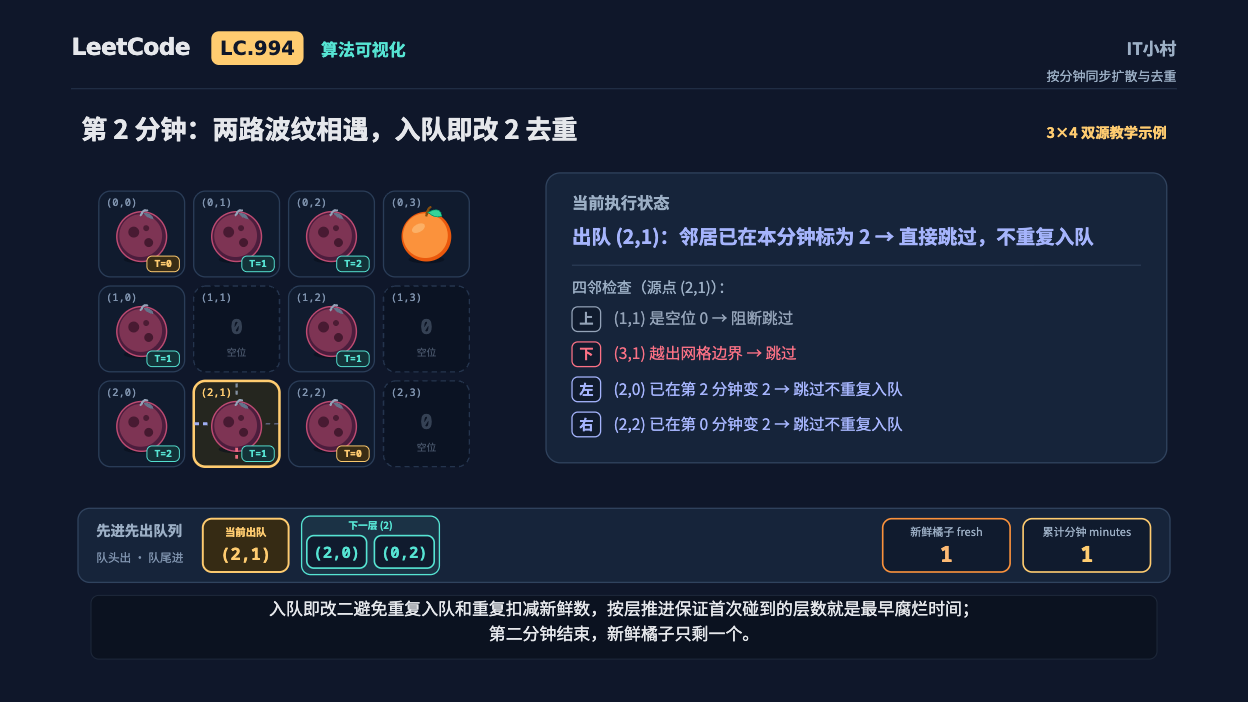 LeetCode LC.994 算法可视化
IT小村
按分钟同步扩散与去重
第 2 分钟：两路波纹相遇，入队即改 2 去重
3×4 双源教学示例
(0,0) (0,1) (0,2) (0,3)
T=0 T=1 T=2
(1,0) (1,1) (1,2) (1,3)
0 0
空位 空位
T=1 T=1
(2,0) (2,1) (2,2) (2,3)
0
空位
T=2 T=1 T=0
当前执行状态
出队 (2,1)：邻居已在本分钟标为 2 → 直接跳过，不重复入队
四邻检查（源点 (2,1)）：
上 (1,1) 是空位 0 → 阻断跳过
下 (3,1) 越出网格边界 → 跳过
左 (2,0) 已在第 2 分钟变 2 → 跳过不重复入队
右 (2,2) 已在第 0 分钟变 2 → 跳过不重复入队
先进先出队列
队头出 · 队尾进
当前出队
(2,1)
下一层 (2)
(2,0) (0,2)
新鲜橘子 fresh
1
累计分钟 minutes
1
入队即改二避免重复入队和重复扣减新鲜数，按层推进保证首次碰到的层数就是最早腐烂时间；
第二分钟结束，新鲜橘子只剩一个。